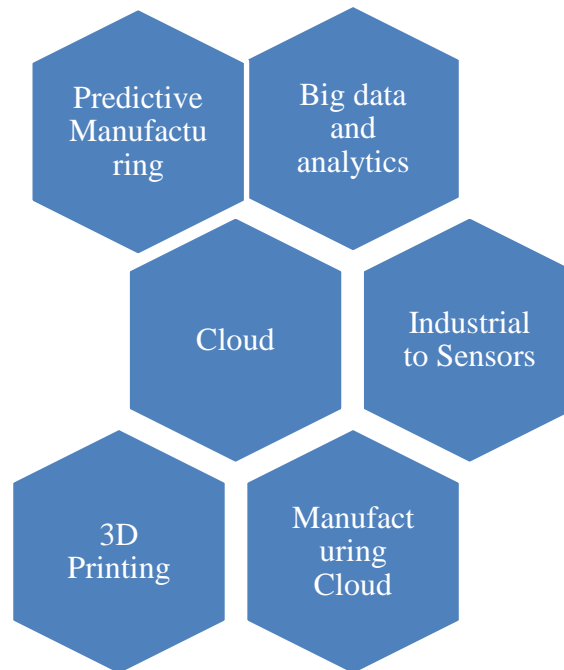 Predictive
Manufactu
ring
Big data
and
analytics
Cloud
Industrial
to Sensors
3D
Printing
Manufact
uring
Cloud